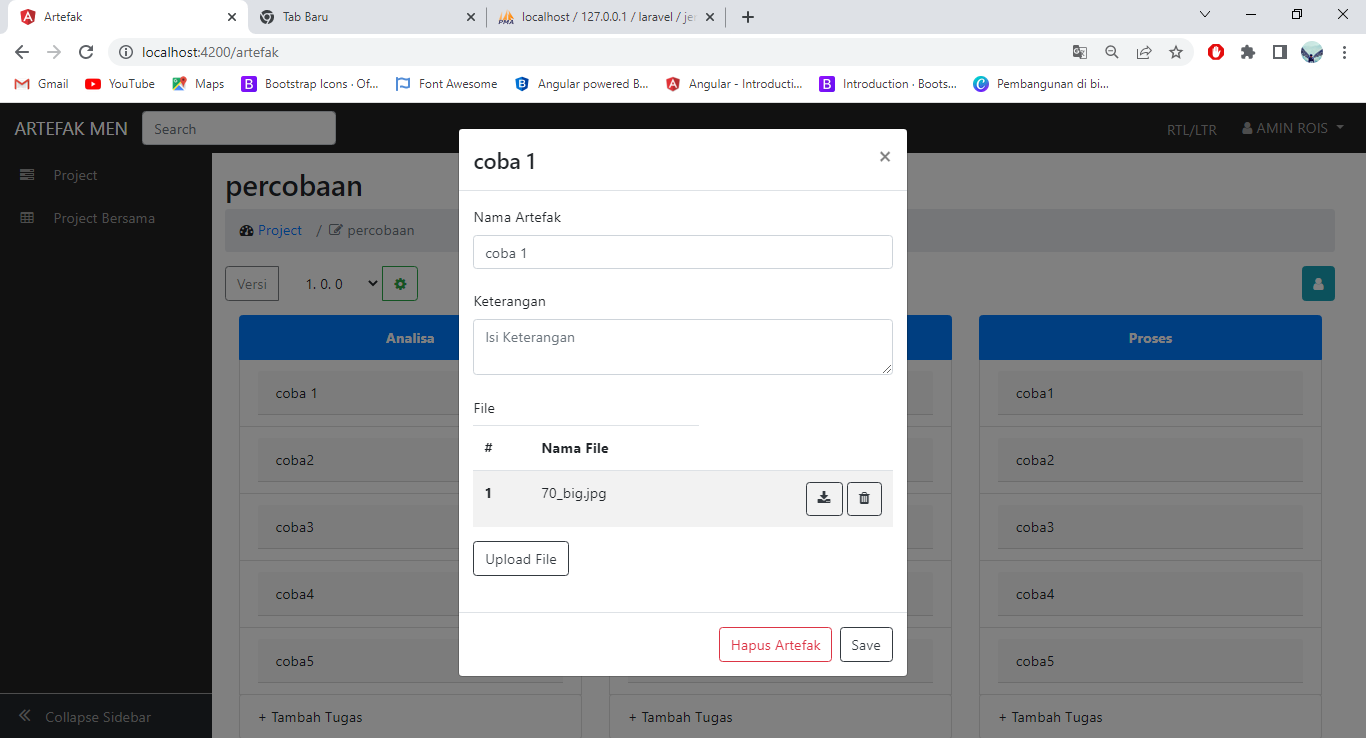 Artefak
Tab Baru
localhost / 127.0.0.1 / laravel / je
localhost:4200/artefak
Gmail
YouTube
Maps
Bootstrap Icons · Of...
Font Awesome
Angular powered B...
Angular - Introducti...
Introduction · Boots...
Pembangunan di bi...
ARTEFAK MEN
Search
RTL/LTR
AMIN ROIS
Project
Project Bersama
Collapse Sidebar
percobaan
Project / percobaan
Versi
1. 0. 0
Analisa
coba 1
coba2
coba3
coba4
coba5
+ Tambah Tugas
+ Tambah Tugas
Proses
coba1
coba2
coba3
coba4
coba5
+ Tambah Tugas
coba 1
×
Nama Artefak
coba 1
Keterangan
Isi Keterangan
File
# Nama File
1 70_big.jpg
Upload File
Hapus Artefak
Save